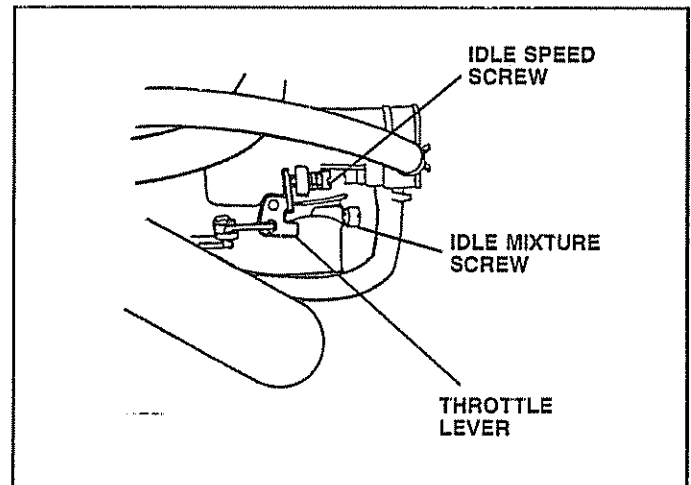 IDLE SPEED
SCREW
IDLE MIXTURE
SCREW
THROTTLE
LEVER